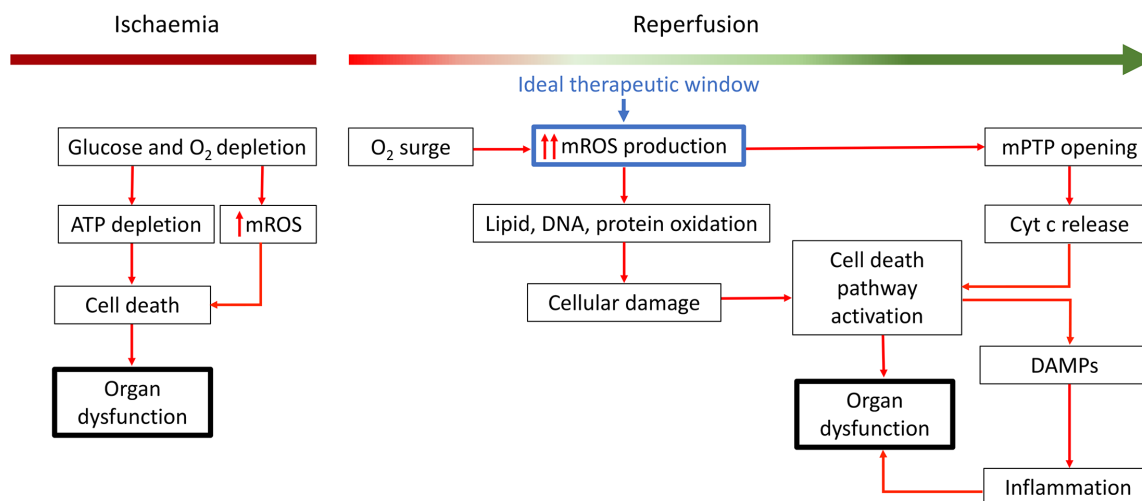 Ischaemia
Reperfusion
Ideal therapeutic window
Glucose and O₂ depletion
O₂ surge
↑↑mROS production
mPTP opening
ATP depletion
↑mROS
Lipid, DNA, protein oxidation
Cyt c release
Cell death
Cellular damage
Cell death
pathway
activation
DAMPs
Organ
dysfunction
Organ
dysfunction
Inflammation